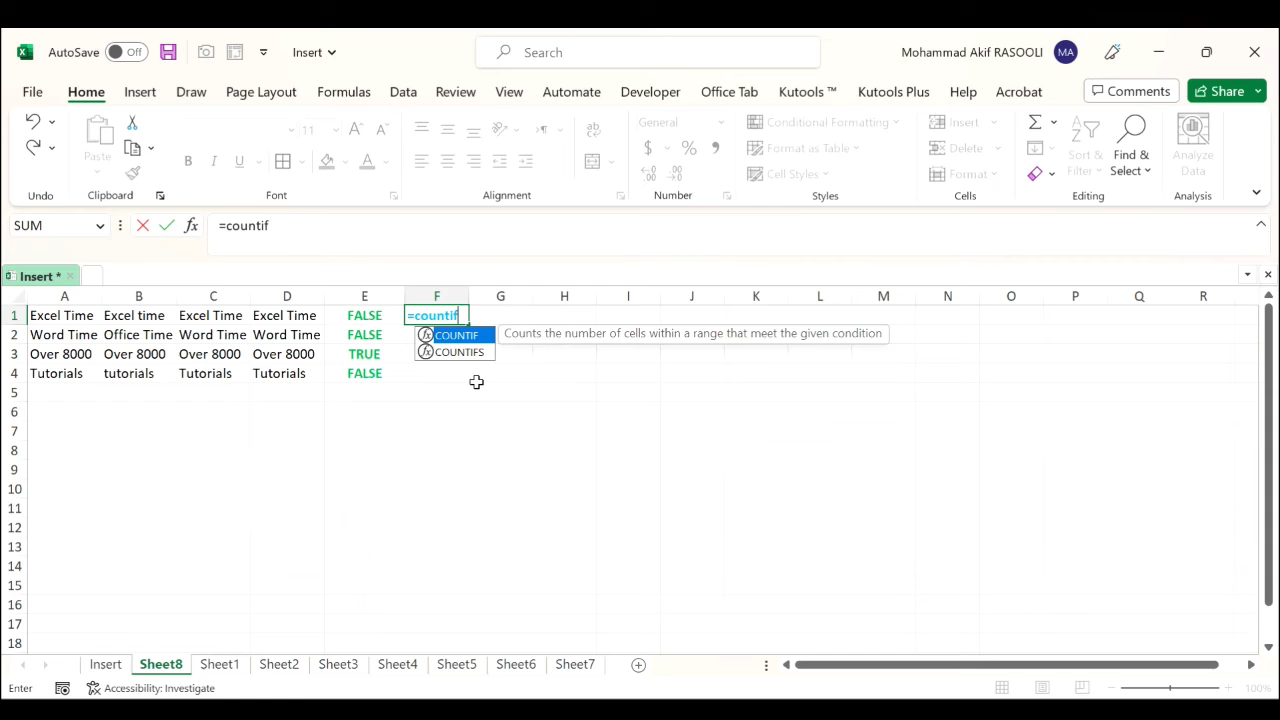 AutoSave Off Insert Search Mohammad Akif RASOOLI MA
File Home Insert Draw Page Layout Formulas Data Review View Automate Developer Office Tab Kutools ™ Kutools Plus Help Acrobat Comments Share
11 General Conditional Formatting Insert
Paste B I U A ab $ % Format as Table Delete Sort & Filter Find & Select Analyze Data
Cell Styles Format
Undo Clipboard Font Alignment Number Styles Cells Editing Analysis
SUM fx =countif
Insert *
A B C D E F G H I J K L M N O P Q R
1 Excel Time Excel time Excel Time Excel Time FALSE =countif
2 Word Time Office Time Word Time Word Time FALSE COUNTIF Counts the number of cells within a range that meet the given condition
COUNTIFS
3 Over 8000 Over 8000 Over 8000 Over 8000 TRUE
4 Tutorials tutorials Tutorials Tutorials FALSE
5
6
7
8
9
10
11
12
13
14
15
16
17
18
Insert Sheet8 Sheet1 Sheet2 Sheet3 Sheet4 Sheet5 Sheet6 Sheet7
Enter Accessibility: Investigate 100%